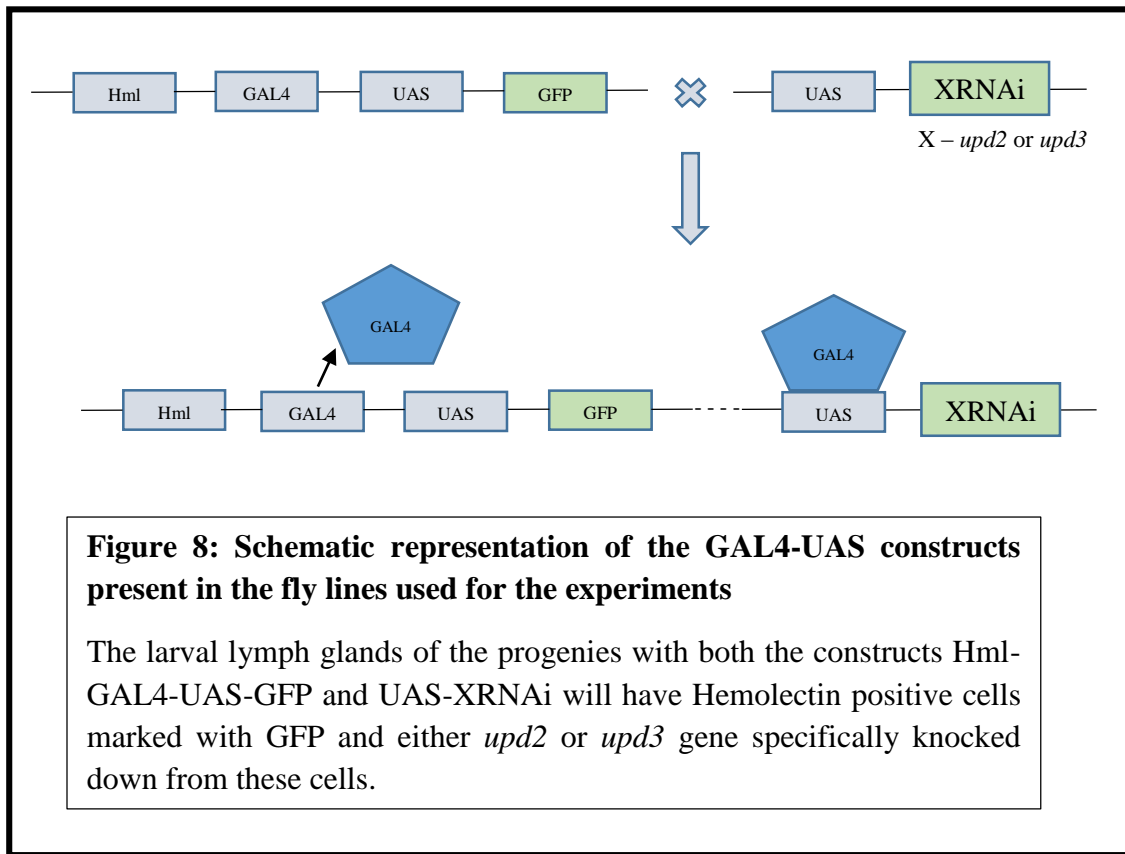 Hml GAL4 UAS GFP UAS XRNAi
X – upd2 or upd3
GAL4 GAL4
Hml GAL4 UAS GFP UAS XRNAi
Figure 8: Schematic representation of the GAL4-UAS constructs
present in the fly lines used for the experiments
The larval lymph glands of the progenies with both the constructs Hml-
GAL4-UAS-GFP and UAS-XRNAi will have Hemolectin positive cells
marked with GFP and either upd2 or upd3 gene specifically knocked
down from these cells.